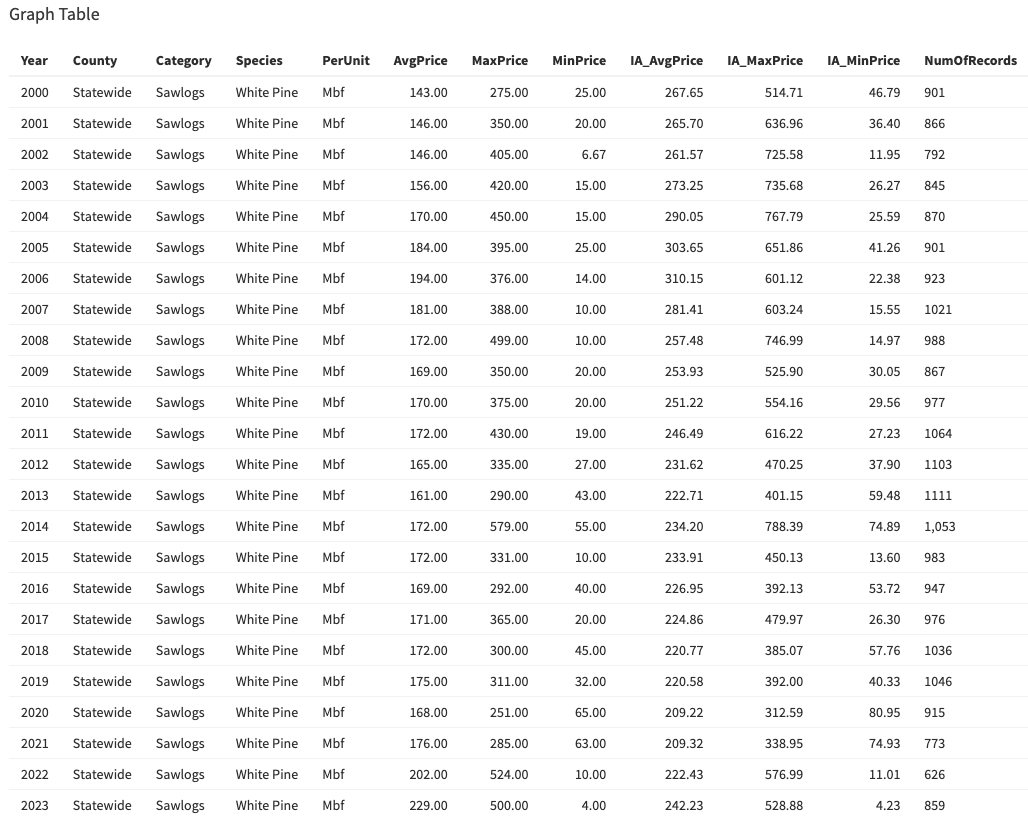 Graph Table
Year County Category Species PerUnit AvgPrice MaxPrice MinPrice IA_AvgPrice IA_MaxPrice IA_MinPrice NumOfRecords
2000 Statewide Sawlogs White Pine Mbf 143.00 275.00 25.00 267.65 514.71 46.79 901
2001 Statewide Sawlogs White Pine Mbf 146.00 350.00 20.00 265.70 636.96 36.40 866
2002 Statewide Sawlogs White Pine Mbf 146.00 405.00 6.67 261.57 725.58 11.95 792
2003 Statewide Sawlogs White Pine Mbf 156.00 420.00 15.00 273.25 735.68 26.27 845
2004 Statewide Sawlogs White Pine Mbf 170.00 450.00 15.00 290.05 767.79 25.59 870
2005 Statewide Sawlogs White Pine Mbf 184.00 395.00 25.00 303.65 651.86 41.26 901
2006 Statewide Sawlogs White Pine Mbf 194.00 376.00 14.00 310.15 601.12 22.38 923
2007 Statewide Sawlogs White Pine Mbf 181.00 388.00 10.00 281.41 603.24 15.55 1021
2008 Statewide Sawlogs White Pine Mbf 172.00 499.00 10.00 257.48 746.99 14.97 988
2009 Statewide Sawlogs White Pine Mbf 169.00 350.00 20.00 253.93 525.90 30.05 867
2010 Statewide Sawlogs White Pine Mbf 170.00 375.00 20.00 251.22 554.16 29.56 977
2011 Statewide Sawlogs White Pine Mbf 172.00 430.00 19.00 246.49 616.22 27.23 1064
2012 Statewide Sawlogs White Pine Mbf 165.00 335.00 27.00 231.62 470.25 37.90 1103
2013 Statewide Sawlogs White Pine Mbf 161.00 290.00 43.00 222.71 401.15 59.48 1111
2014 Statewide Sawlogs White Pine Mbf 172.00 579.00 55.00 234.20 788.39 74.89 1,053
2015 Statewide Sawlogs White Pine Mbf 172.00 331.00 10.00 233.91 450.13 13.60 983
2016 Statewide Sawlogs White Pine Mbf 169.00 292.00 40.00 226.95 392.13 53.72 947
2017 Statewide Sawlogs White Pine Mbf 171.00 365.00 20.00 224.86 479.97 26.30 976
2018 Statewide Sawlogs White Pine Mbf 172.00 300.00 45.00 220.77 385.07 57.76 1036
2019 Statewide Sawlogs White Pine Mbf 175.00 311.00 32.00 220.58 392.00 40.33 1046
2020 Statewide Sawlogs White Pine Mbf 168.00 251.00 65.00 209.22 312.59 80.95 915
2021 Statewide Sawlogs White Pine Mbf 176.00 285.00 63.00 209.32 338.95 74.93 773
2022 Statewide Sawlogs White Pine Mbf 202.00 524.00 10.00 222.43 576.99 11.01 626
2023 Statewide Sawlogs White Pine Mbf 229.00 500.00 4.00 242.23 528.88 4.23 859